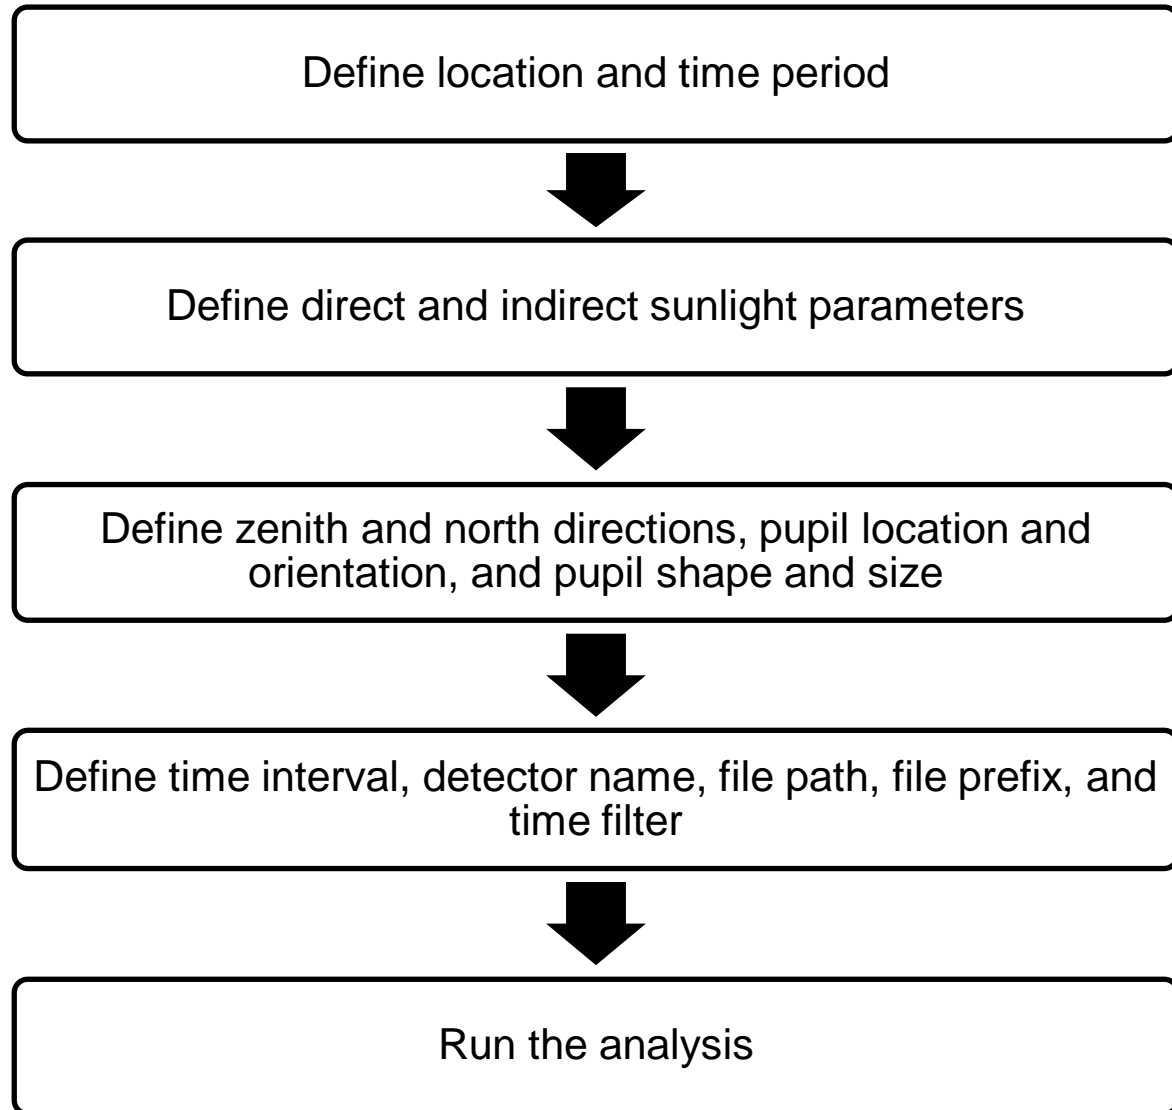 Define location and time period
Define direct and indirect sunlight parameters
Define zenith and north directions, pupil location and
orientation, and pupil shape and size
Define time interval, detector name, file path, file prefix, and
time filter
Run the analysis